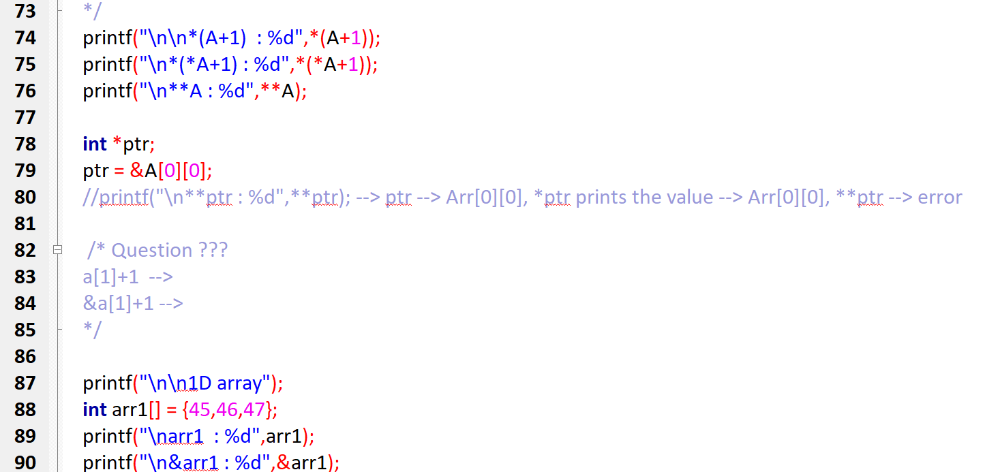 73 */
74 printf("\n\n*(A+1)  : %d",*(A+1));
75 printf("\n*(*A+1) : %d",*(*A+1));
76 printf("\n**A : %d",**A);
77
78 int *ptr;
79 ptr = &A[0][0];
80 //printf("\n**ptr : %d",**ptr); --> ptr --> Arr[0][0], *ptr prints the value --> Arr[0][0], **ptr --> error
81
82 /* Question ???
83 a[1]+1  -->
84 &a[1]+1 -->
85 */
86
87 printf("\n\n1D array");
88 int arr1[] = {45,46,47};
89 printf("\narr1  : %d",arr1);
90 printf("\n&arr1 : %d",&arr1);